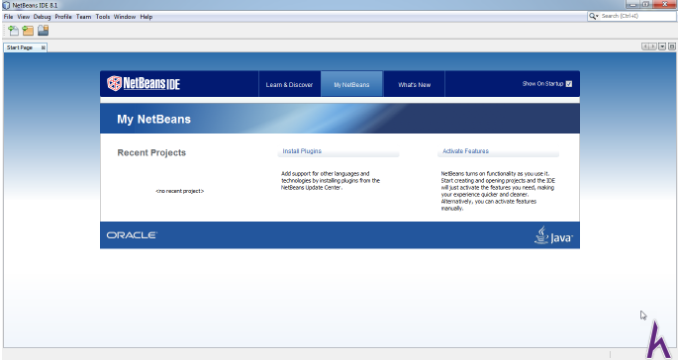 NetBeans IDE 8.1
File View Debug Profile Team Tools Window Help
Search (Ctrl+I)
Start Page
NetBeans IDE
Learn & Discover
My NetBeans
What's New
Show On Startup
My NetBeans
Recent Projects
<no recent project>
Install Plugins
Add support for other languages and
technologies by installing plugins from the
NetBeans Update Center.
Activate Features
NetBeans turns on functionality as you use it.
Start creating and opening projects and the IDE
will just activate the features you need, making
your experience quicker and cleaner.
Alternatively, you can activate features
manually.
ORACLE
Java